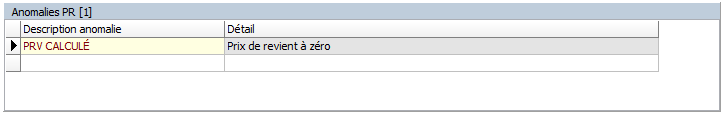 Anomalies PR [1]
Description anomalie Détail
PRV CALCULÉ Prix de revient à zéro